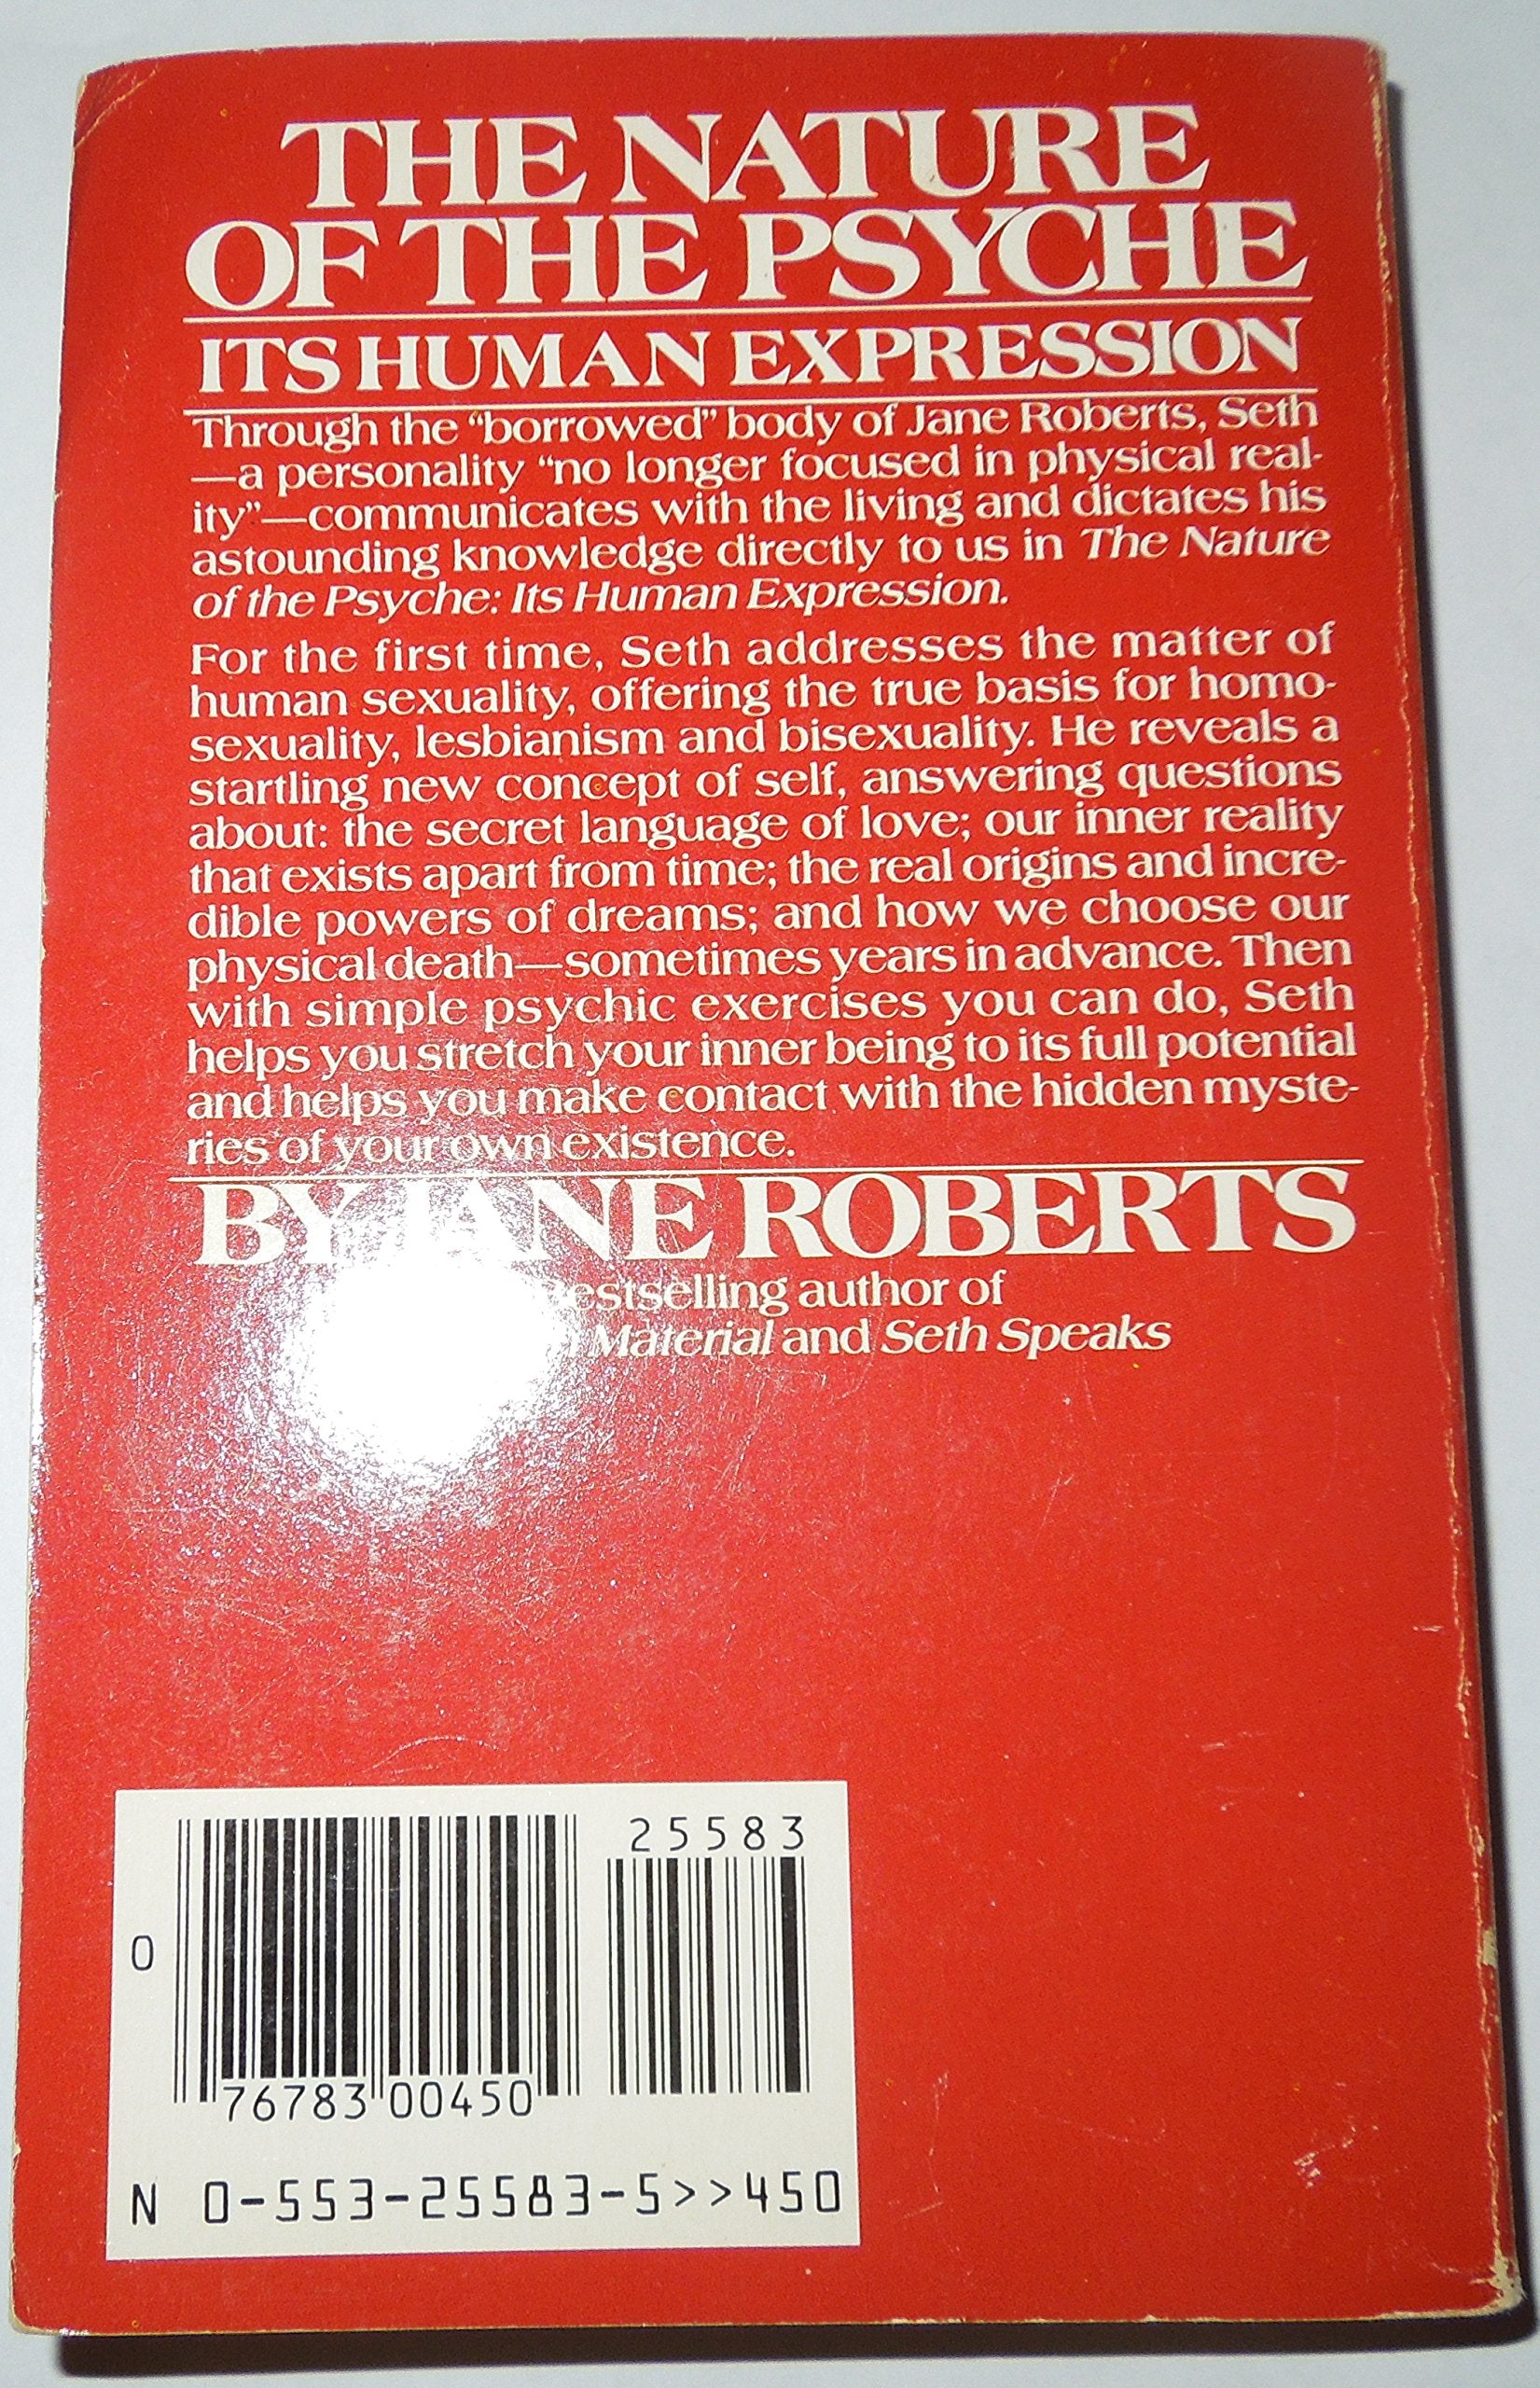 THE NATURE
OF THE PSYCHE
ITS HUMAN EXPRESSION
Through the “borrowed” body of Jane Roberts, Seth
—a personality “no longer focused in physical real-
ity”—communicates with the living and dictates his
astounding knowledge directly to us in The Nature
of the Psyche: Its Human Expression.
For the first time, Seth addresses the matter of
human sexuality, offering the true basis for homo-
sexuality, lesbianism and bisexuality. He reveals a
startling new concept of self, answering questions
about: the secret language of love; our inner reality
that exists apart from time; the real origins and incre-
dible powers of dreams; and how we choose our
physical death—sometimes years in advance. Then
with simple psychic exercises you can do, Seth
helps you stretch your inner being to its full potential
and helps you make contact with the hidden myste-
ries of your own existence.
BY JANE ROBERTS
author of
Material and Seth Speaks
25583
0
76783 00450
N 0-553-25583-5>>450